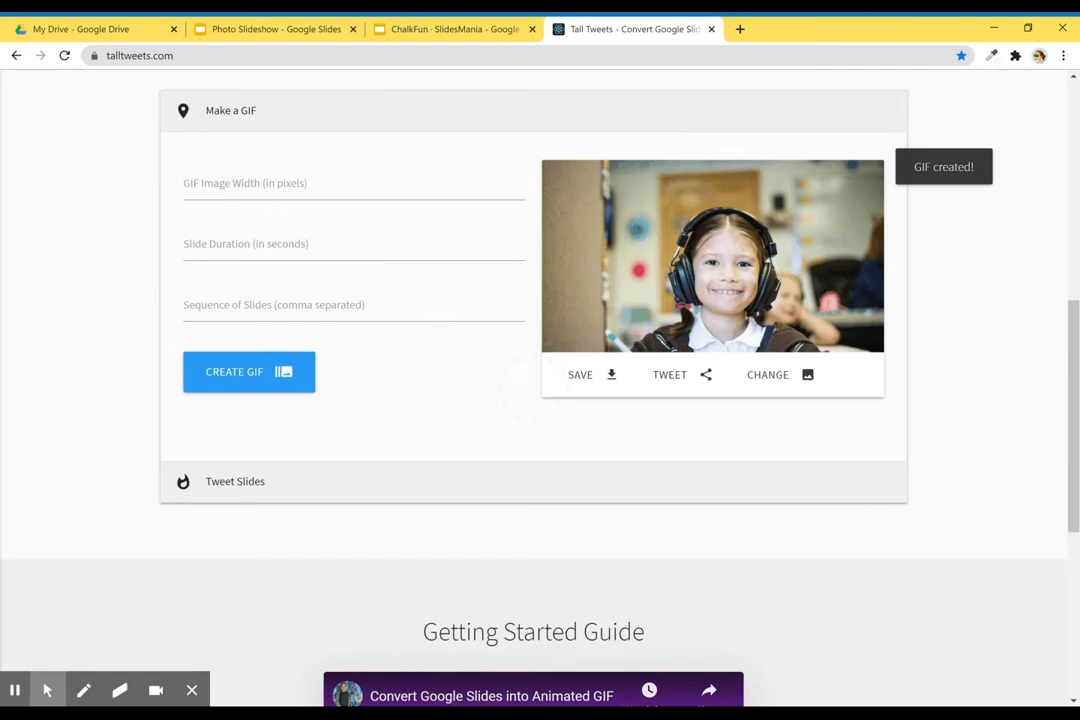 My Drive - Google Drive
Photo Slideshow - Google Slides
ChalkFun · SlidesMania - Google
Tall Tweets - Convert Google Slid
talltweets.com
Make a GIF
GIF created!
GIF Image Width (in pixels)
Slide Duration (in seconds)
Sequence of Slides (comma separated)
CREATE GIF
SAVE
TWEET
CHANGE
Tweet Slides
Getting Started Guide
Convert Google Slides into Animated GIF